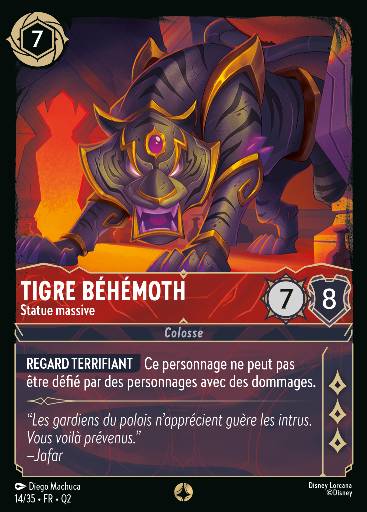 7
TIGRE BÉHÉMOTH
Statue massive
7
8
Colosse
REGARD TERRIFIANT Ce personnage ne peut pas
être défié par des personnages avec des dommages.
“Les gardiens du palais n’apprécient guère les intrus.
Vous voilà prévenus.”
–Jafar
Diego Machuca
14/35 • FR • Q2
Disney Lorcana
©Disney